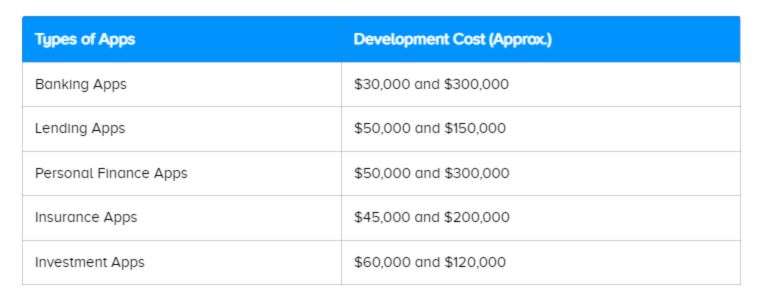 Types of Apps Development Cost (Approx.)
Banking Apps $30,000 and $300,000
Lending Apps $50,000 and $150,000
Personal Finance Apps $50,000 and $300,000
Insurance Apps $45,000 and $200,000
Investment Apps $60,000 and $120,000